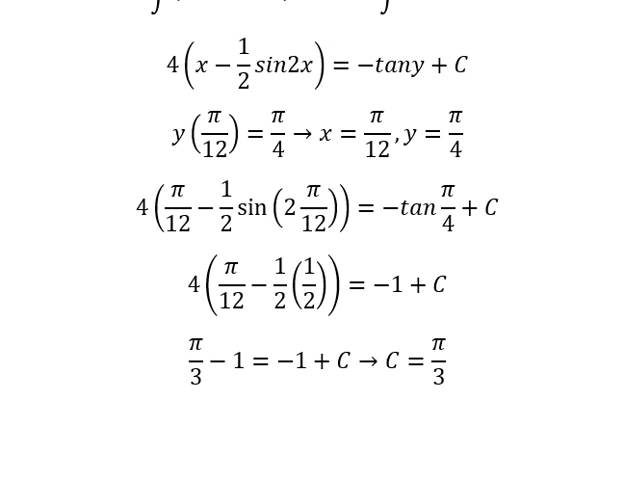 4(x − 1/2 sin2x) = −tany + C
y(π/12) = π/4 → x = π/12, y = π/4
4(π/12 − 1/2 sin(2 π/12)) = −tan π/4 + C
4(π/12 − 1/2(1/2)) = −1 + C
π/3 − 1 = −1 + C → C = π/3